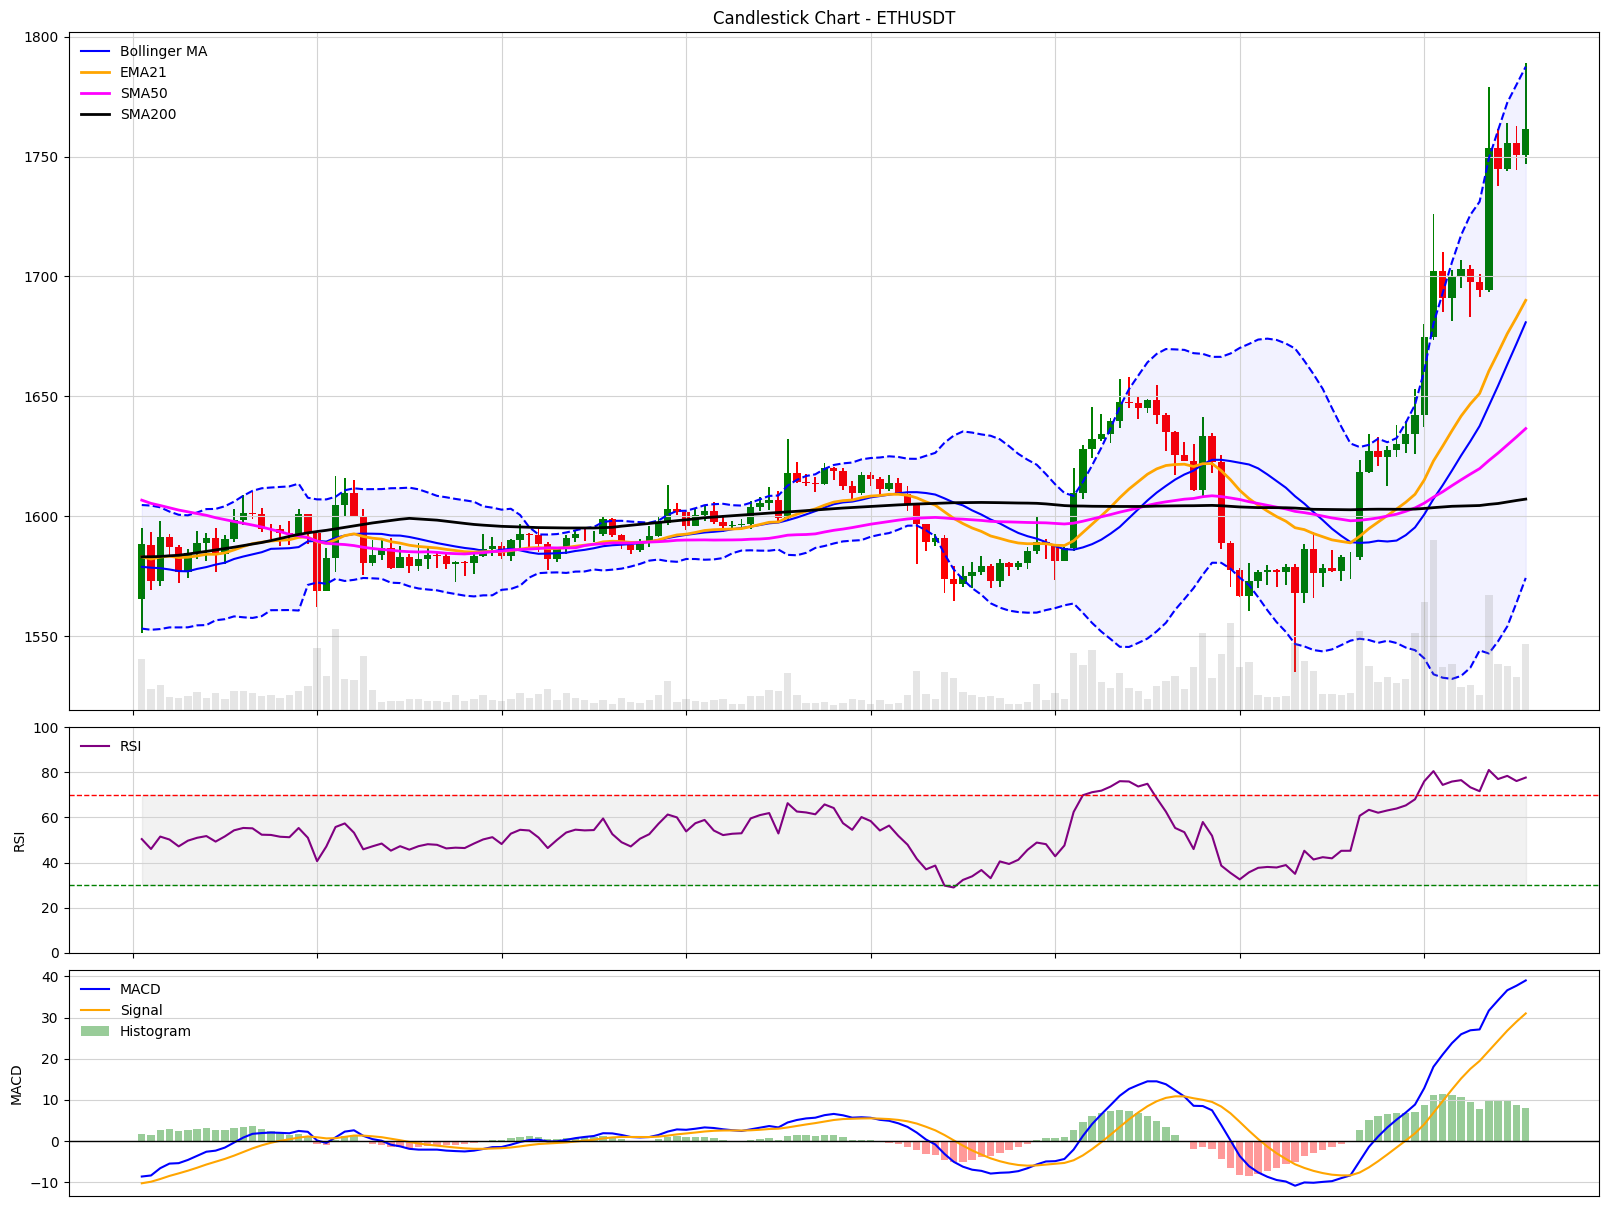 Candlestick Chart - ETHUSDT
1800
1750
1700
1650
1600
1550
Bollinger MA
EMA21
SMA50
SMA200
100
80
60
40
20
0
RSI
RSI
40
30
20
10
0
−10
MACD
MACD
Signal
Histogram